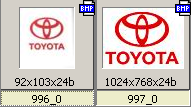 BMP
BMP
TOYOTA
TOYOTA
92x103x24b
1024x768x24b
996_0
997_0